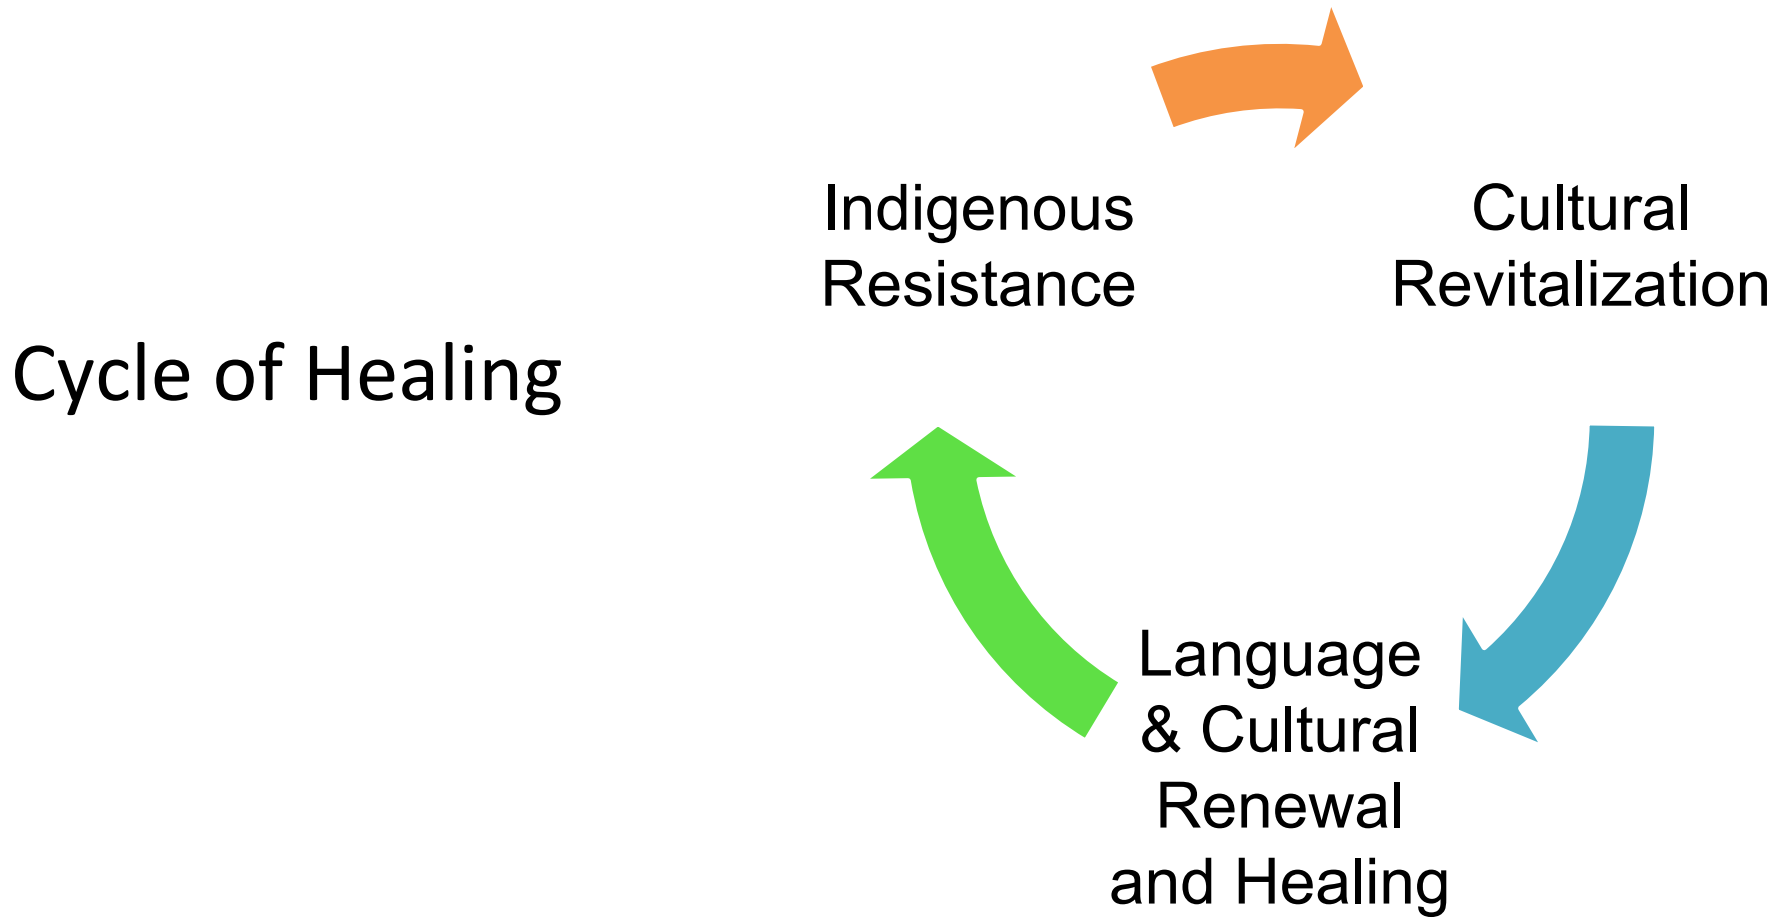 Cycle of Healing
Indigenous
Resistance
Cultural
Revitalization
Language
& Cultural
Renewal
and Healing